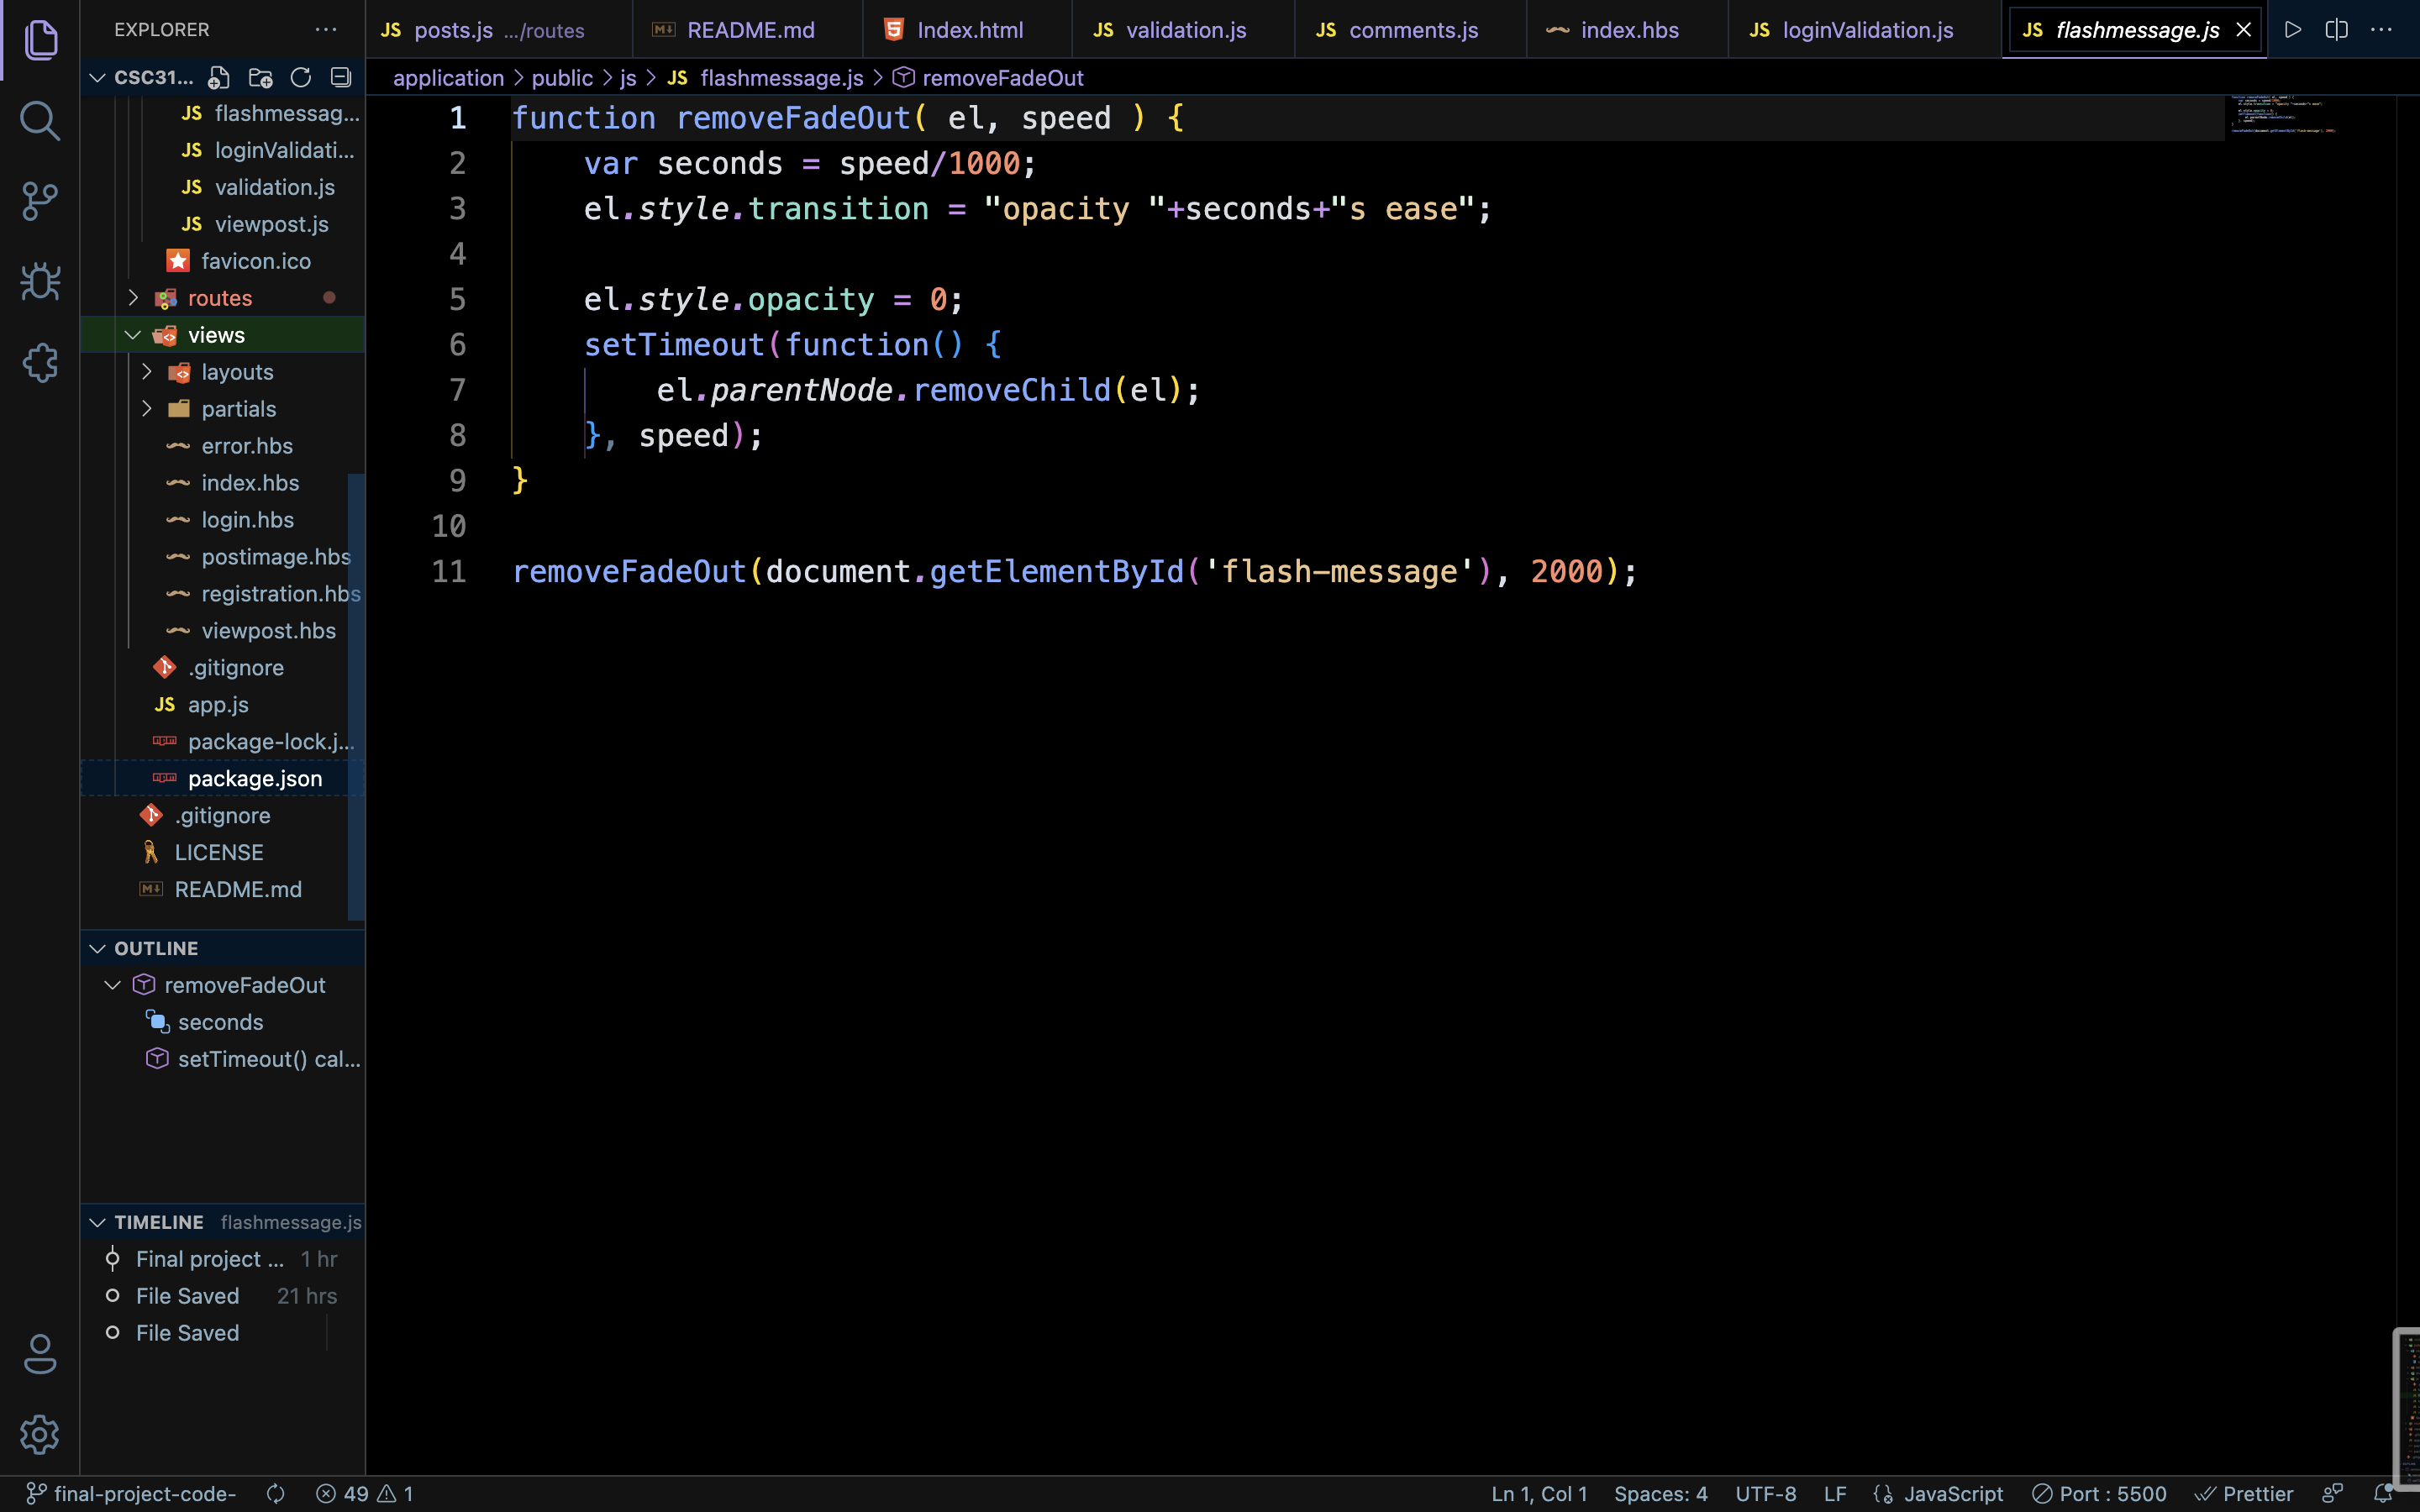 EXPLORER
posts.js .../routes
README.md
Index.html
validation.js
comments.js
index.hbs
loginValidation.js
flashmessage.js
CSC31...
application > public > js > JS flashmessage.js > removeFadeOut
JS flashmessag...
JS loginValidati...
JS validation.js
JS viewpost.js
favicon.ico
routes
views
layouts
partials
error.hbs
index.hbs
login.hbs
postimage.hbs
registration.hbs
viewpost.hbs
.gitignore
JS app.js
package-lock.j...
package.json
.gitignore
LICENSE
README.md
OUTLINE
removeFadeOut
seconds
setTimeout() cal...
TIMELINE flashmessage.js
Final project ... 1 hr
File Saved 21 hrs
File Saved
1 function removeFadeOut( el, speed ) {
2 var seconds = speed/1000;
3 el.style.transition = "opacity "+seconds+"s ease";
4
5 el.style.opacity = 0;
6 setTimeout(function() {
7 el.parentNode.removeChild(el);
8 }, speed);
9 }
10
11 removeFadeOut(document.getElementById('flash-message'), 2000);
final-project-code- 49 1
Ln 1, Col 1 Spaces: 4 UTF-8 LF JavaScript Port : 5500 Prettier